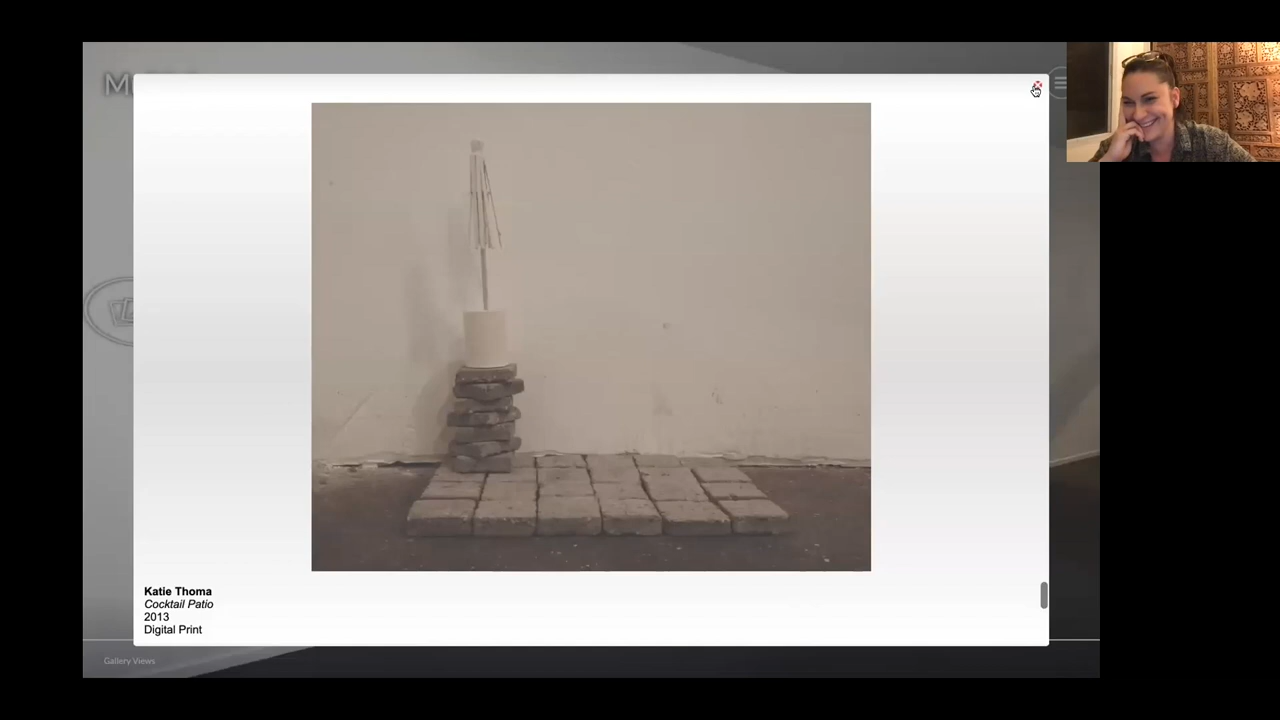 Katie Thoma
Cocktail Patio
2013
Digital Print
Gallery Views